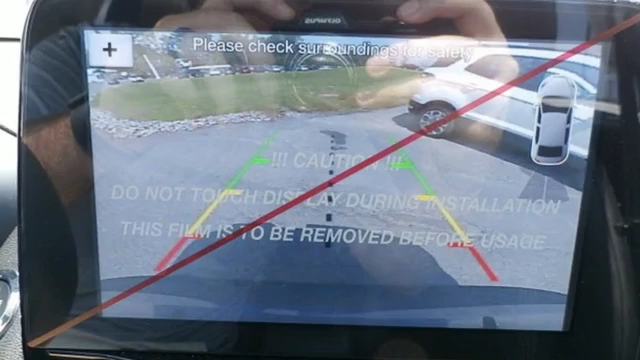 Please check surroundings for safety
+
!!! CAUTION !!!
DO NOT TOUCH DISPLAY DURING INSTALLATION
THIS FILM IS TO BE REMOVED BEFORE USAGE